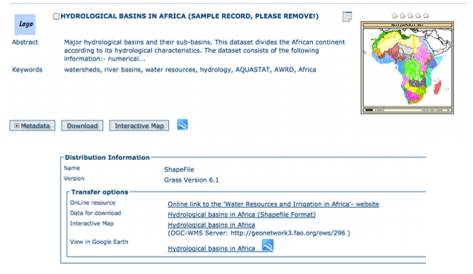 Logo
HYDROLOGICAL BASINS IN AFRICA (SAMPLE RECORD, PLEASE REMOVE!)
Abstract
Major hydrological basins and their sub-basins. This dataset divides the African continent
according to its hydrological characteristics. The dataset consists of the following
information:- numerical...
Keywords
watersheds, river basins, water resources, hydrology, AQUASTAT, AWRD, Africa
Metadata Download Interactive Map
Distribution Information
Name ShapeFile
Version Grass Version 6.1
Transfer options
OnLine resource Online link to the 'Water Resources and Irrigation in Africa'- website
Data for download Hydrological basins in Africa (Shapefile Format)
Interactive Map Hydrological basins in Africa
(OGC-WMS Server: http://geonetwork3.fao.org/ows/296 )
View in Google Earth Hydrological basins in Africa